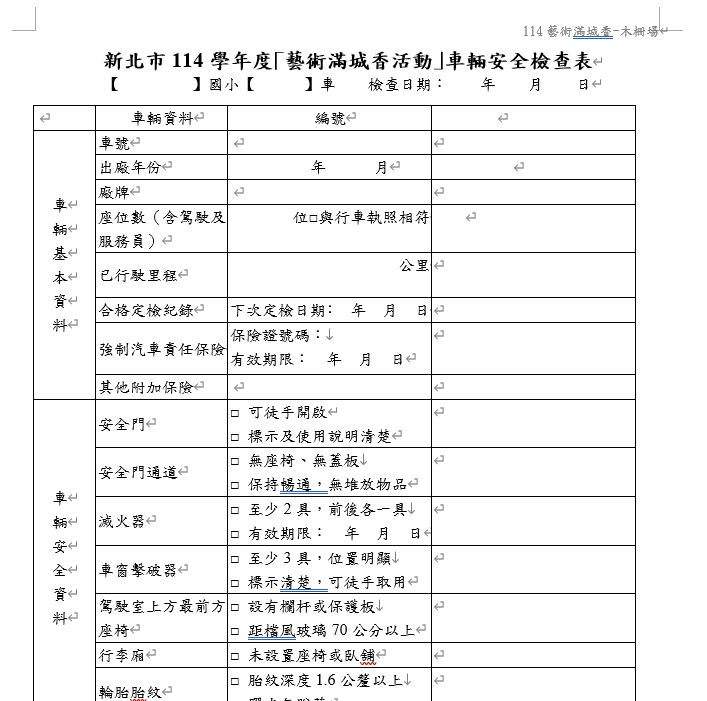 114 藝術滿城香-木柵場
新北市 114 學年度「藝術滿城香活動」車輛安全檢查表
【　　　　】國小【　　　】車　　檢查日期：　　年　　月　　日
車輛資料　編號
車輛基本資料
車號
出廠年份　年　月
廠牌
座位數（含駕駛及
服務員）
位□與行車執照相符
已行駛里程　公里
合格定檢紀錄　下次定檢日期:　年　月　日
強制汽車責任保險
保險證號碼：
有效期限：　年　月　日
其他附加保險
車輛安全資料
安全門
□ 可徒手開啟
□ 標示及使用說明清楚
安全門通道
□ 無座椅、無蓋板
□ 保持暢通，無堆放物品
滅火器
□ 至少 2 具，前後各一具
□ 有效期限：　年　月　日
車窗擊破器
□ 至少 3 具，位置明顯
□ 標示清楚，可徒手取用
駕駛室上方最前方
座椅
□ 設有欄杆或保護板
□ 距檔風玻璃 70 公分以上
行李廂　□ 未設置座椅或臥舖
輪胎胎紋
□ 胎紋深度 1.6 公釐以上